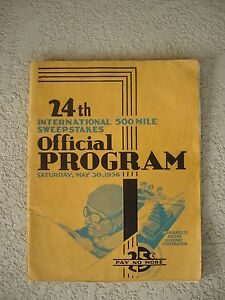 24th
INTERNATIONAL 500 MILE
SWEEPSTAKES
Official
PROGRAM
SATURDAY, MAY 30, 1936
INDIANAPOLIS
MOTOR
SPEEDWAY
CORPORATION
25¢
PAY NO MORE